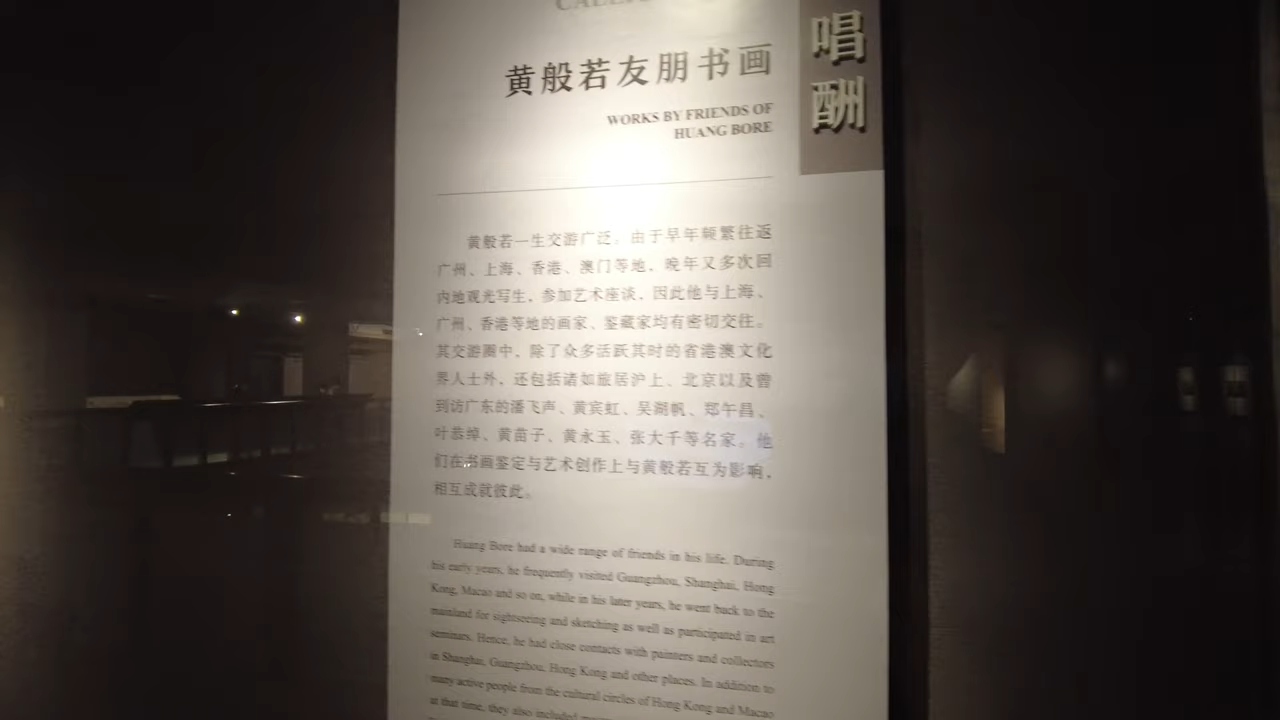 唱酬
黄般若友朋书画
WORKS BY FRIENDS OF
HUANG BORE
黄般若一生交游广泛。由于早年频繁往返
广州、上海、香港、澳门等地，晚年又多次回
内地观光写生，参加艺术座谈，因此他与上海、
广州、香港等地的画家、鉴藏家均有密切交往。
其交游圈中，除了众多活跃其时的省港澳文化
界人士外，还包括诸如旅居沪上、北京以及曾
到访广东的潘飞声、黄宾虹、吴湖帆、郑午昌、
叶恭绰、黄苗子、黄永玉、张大千等名家。他
们在书画鉴定与艺术创作上与黄般若互为影响，
相互成就彼此。
Huang Bore had a wide range of friends in his life. During
his early years, he frequently visited Guangzhou, Shanghai, Hong
Kong, Macao and so on, while in his later years, he went back to the
mainland for sightseeing and sketching as well as participated in art
seminars. Hence, he had close contacts with painters and collectors
in Shanghai, Guangzhou, Hong Kong and other places. In addition to
many active people from the cultural circles of Hong Kong and Macao
at that time, they also included